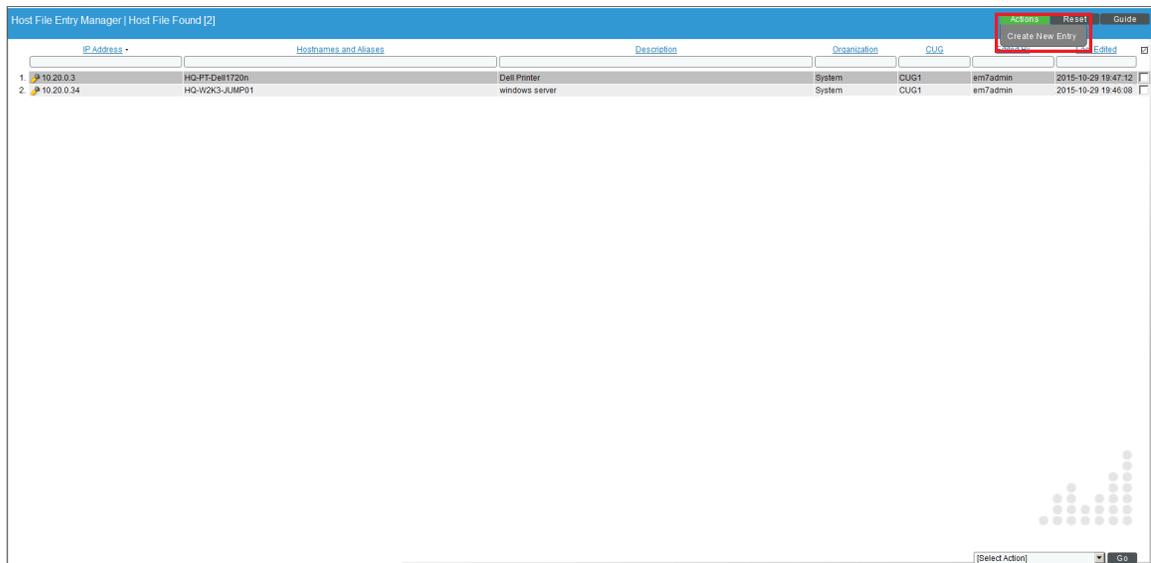 Host File Entry Manager | Host File Found [2]
Actions Reset Guide
Create New Entry
IP Address Hostnames and Aliases Description Organization CUG Edited
1. 10.20.0.3 HQ-PT-Dell1720n Dell Printer System CUG1 em7admin 2015-10-29 19:47:12
2. 10.20.0.34 HQ-W2K3-JUMP01 windows server System CUG1 em7admin 2015-10-29 19:46:08
[Select Action] Go